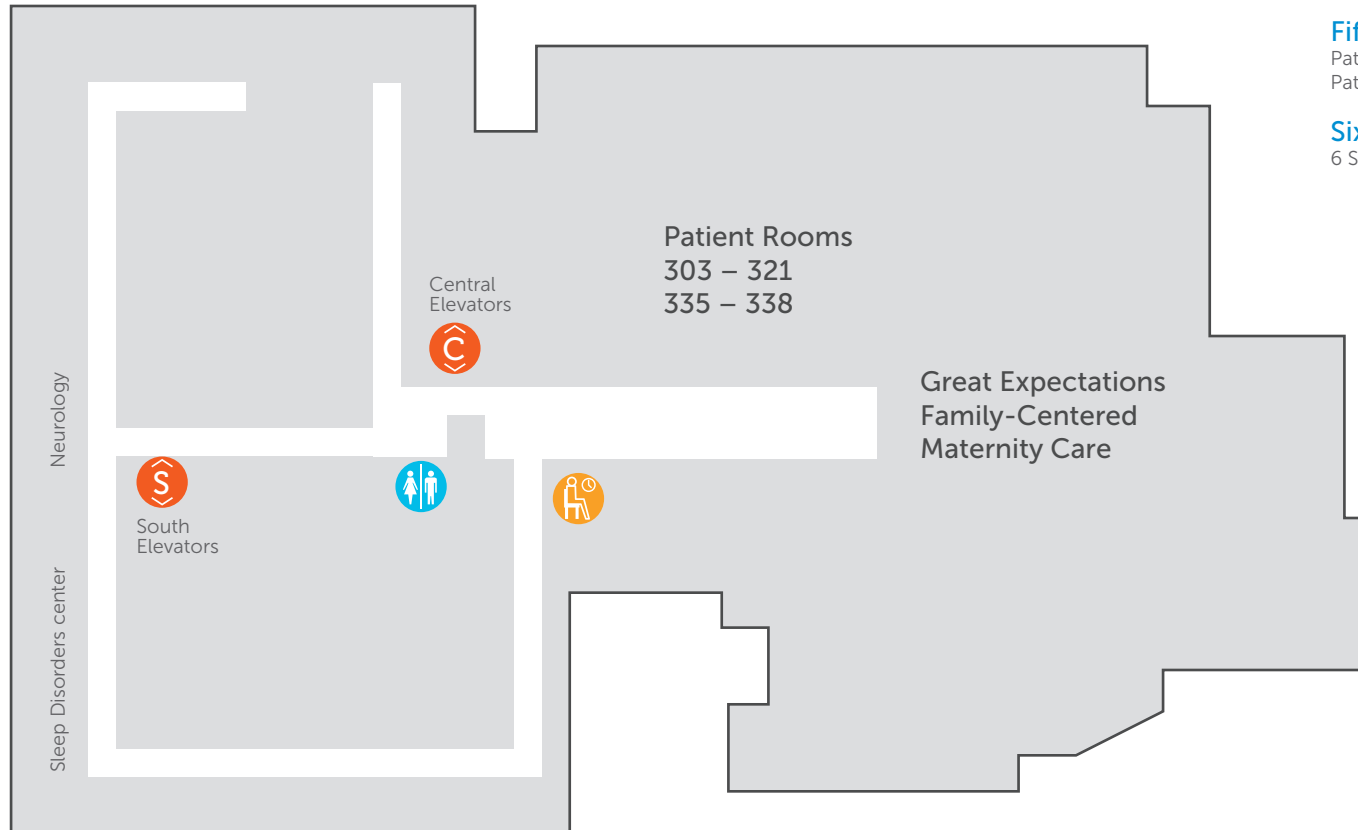 Patient Rooms
303 – 321
335 – 338
Central
Elevators
C
Great Expectations
Family-Centered
Maternity Care
Neurology
S
South
Elevators
Sleep Disorders center